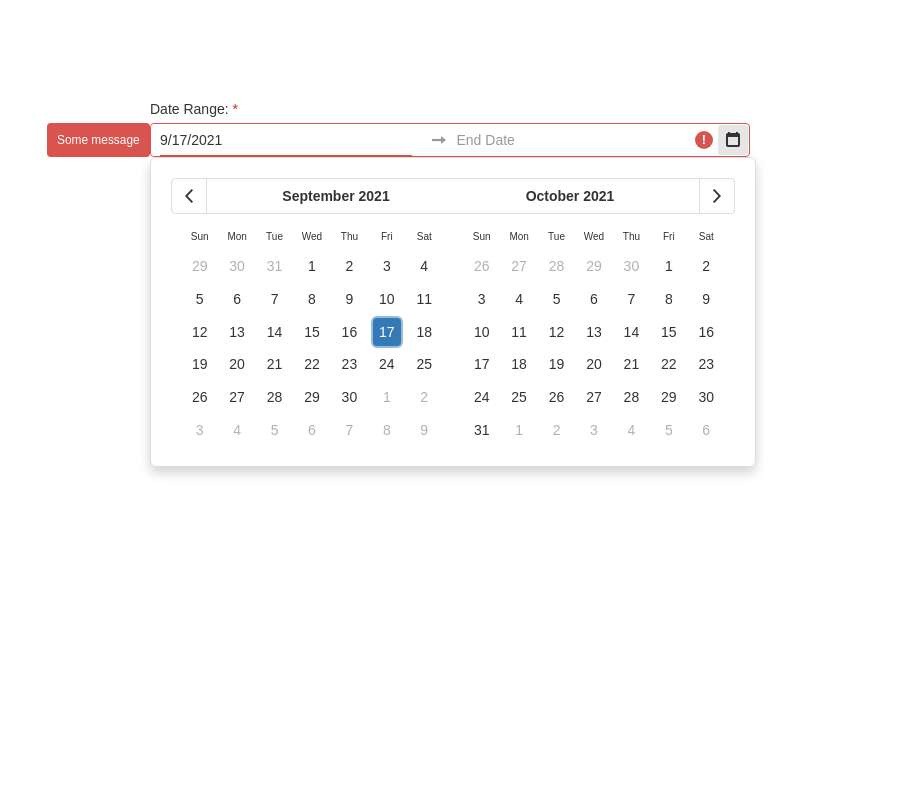 Date Range: *
Some message 9/17/2021 End Date !
September 2021 October 2021
Sun Mon Tue Wed Thu Fri Sat Sun Mon Tue Wed Thu Fri Sat
29 30 31 1 2 3 4 26 27 28 29 30 1 2
5 6 7 8 9 10 11 3 4 5 6 7 8 9
12 13 14 15 16 17 18 10 11 12 13 14 15 16
19 20 21 22 23 24 25 17 18 19 20 21 22 23
26 27 28 29 30 1 2 24 25 26 27 28 29 30
3 4 5 6 7 8 9 31 1 2 3 4 5 6